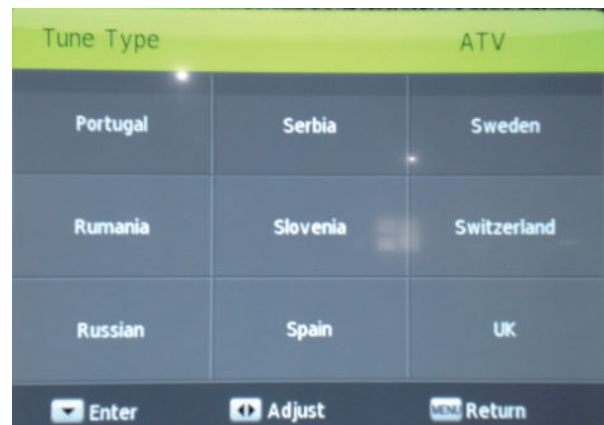 Tune Type ATV
Portugal Serbia Sweden
Rumania Slovenia Switzerland
Russian Spain UK
Enter Adjust MENU Return